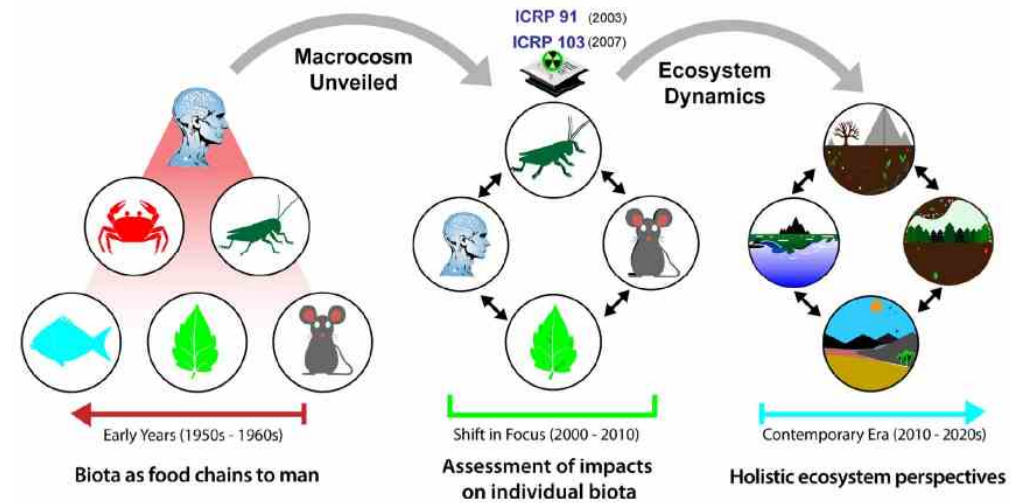 ICRP 91 (2003)
ICRP 103 (2007)
Macrocosm
Unveiled
Ecosystem
Dynamics
Early Years (1950s - 1960s)
Biota as food chains to man
Shift in Focus (2000 - 2010)
Assessment of impacts
on individual biota
Contemporary Era (2010 - 2020s)
Holistic ecosystem perspectives